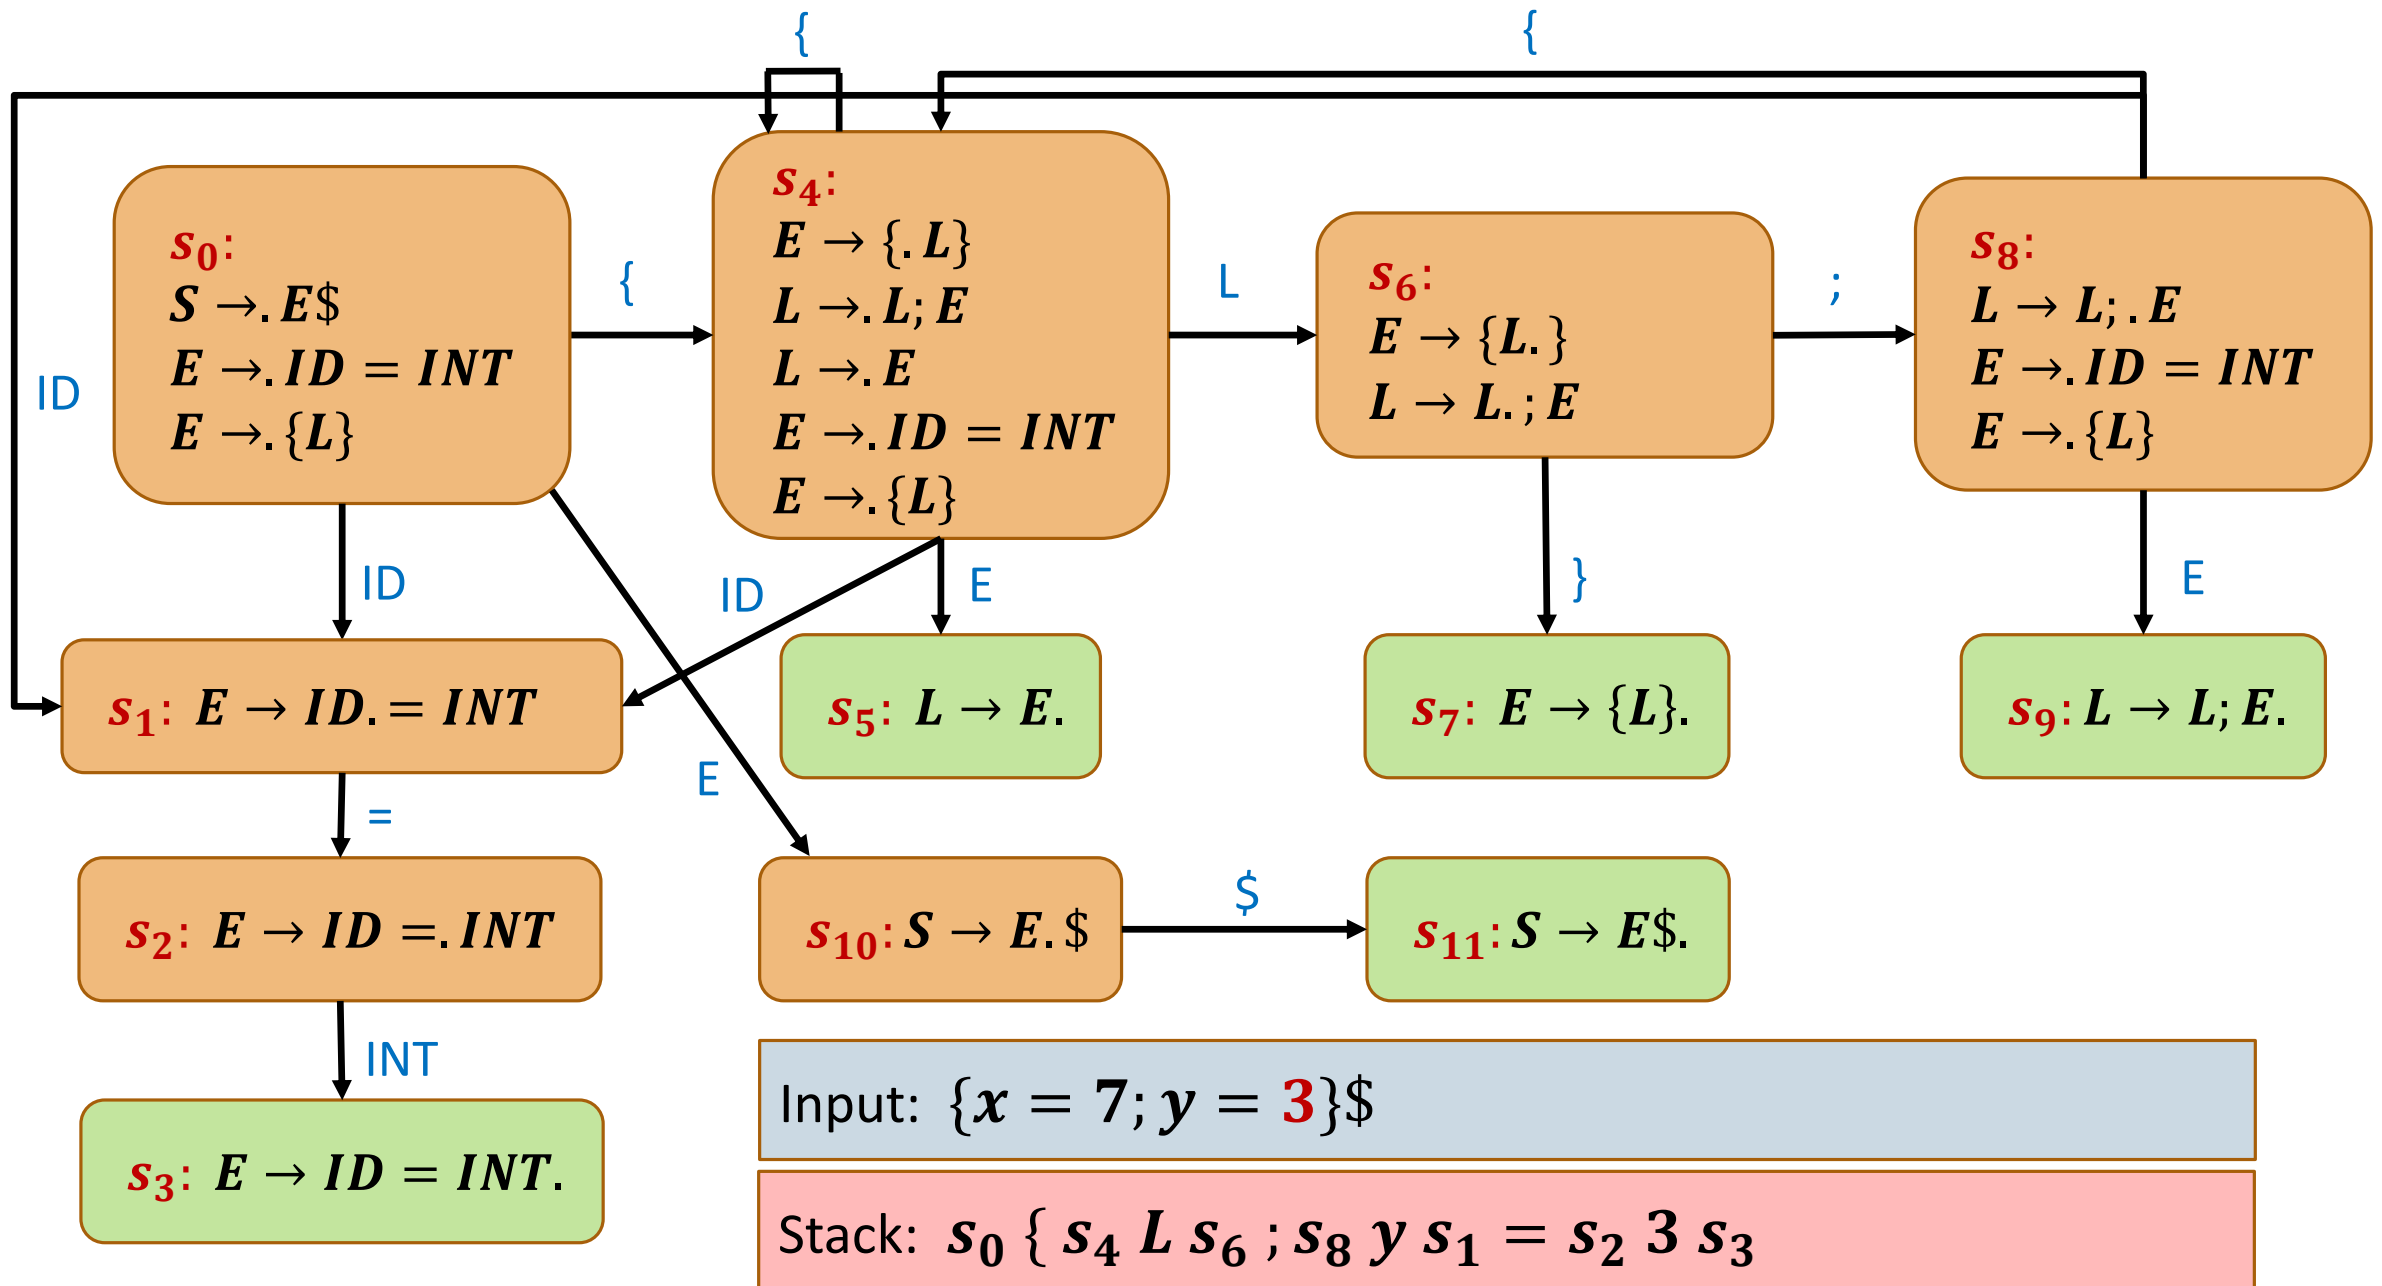 {
{
s₀:
S → . E$
E → . ID = INT
E → . {L}
{
s₄:
E → {. L}
L → . L; E
L → . E
E → . ID = INT
E → . {L}
L
s₆:
E → {L. }
L → L. ; E
;
s₈:
L → L; . E
E → . ID = INT
E → . {L}
ID
ID
ID
E
}
E
s₁: E → ID. = INT
s₅: L → E.
s₇: E → {L}.
s₉: L → L; E.
=
E
s₂: E → ID =. INT
s₁₀: S → E. $
$
s₁₁: S → E$.
INT
s₃: E → ID = INT.
Input: {x = 7; y = 3}$
Stack: s₀ { s₄ L s₆ ; s₈ y s₁ = s₂ 3 s₃